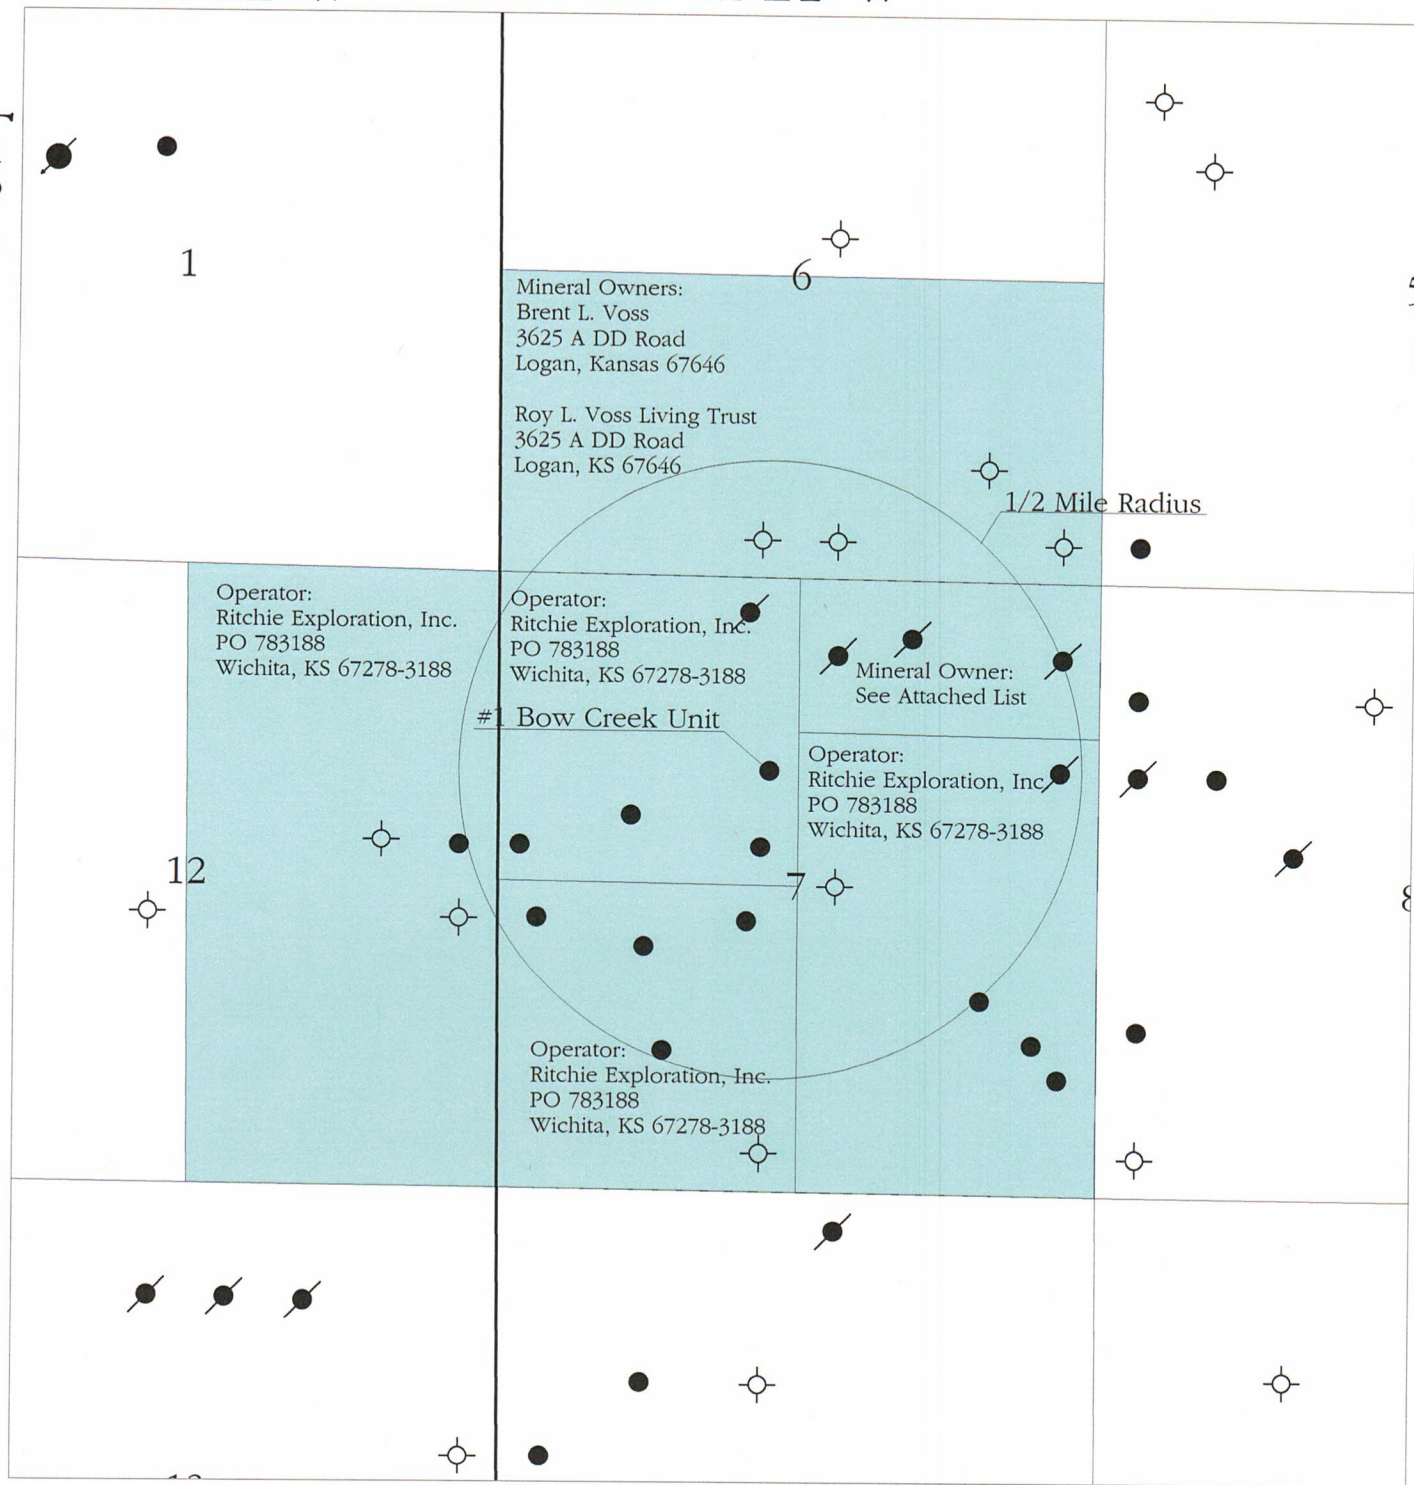 1
6
Mineral Owners:
Brent L. Voss
3625 A DD Road
Logan, Kansas 67646
Roy L. Voss Living Trust
3625 A DD Road
Logan, KS 67646
1/2 Mile Radius
Operator:
Ritchie Exploration, Inc.
PO 783188
Wichita, KS 67278-3188
Operator:
Ritchie Exploration, Inc.
PO 783188
Wichita, KS 67278-3188
Mineral Owner:
See Attached List
#1 Bow Creek Unit
Operator:
Ritchie Exploration, Inc
PO 783188
Wichita, KS 67278-3188
12
7
8
Operator:
Ritchie Exploration, Inc.
PO 783188
Wichita, KS 67278-3188